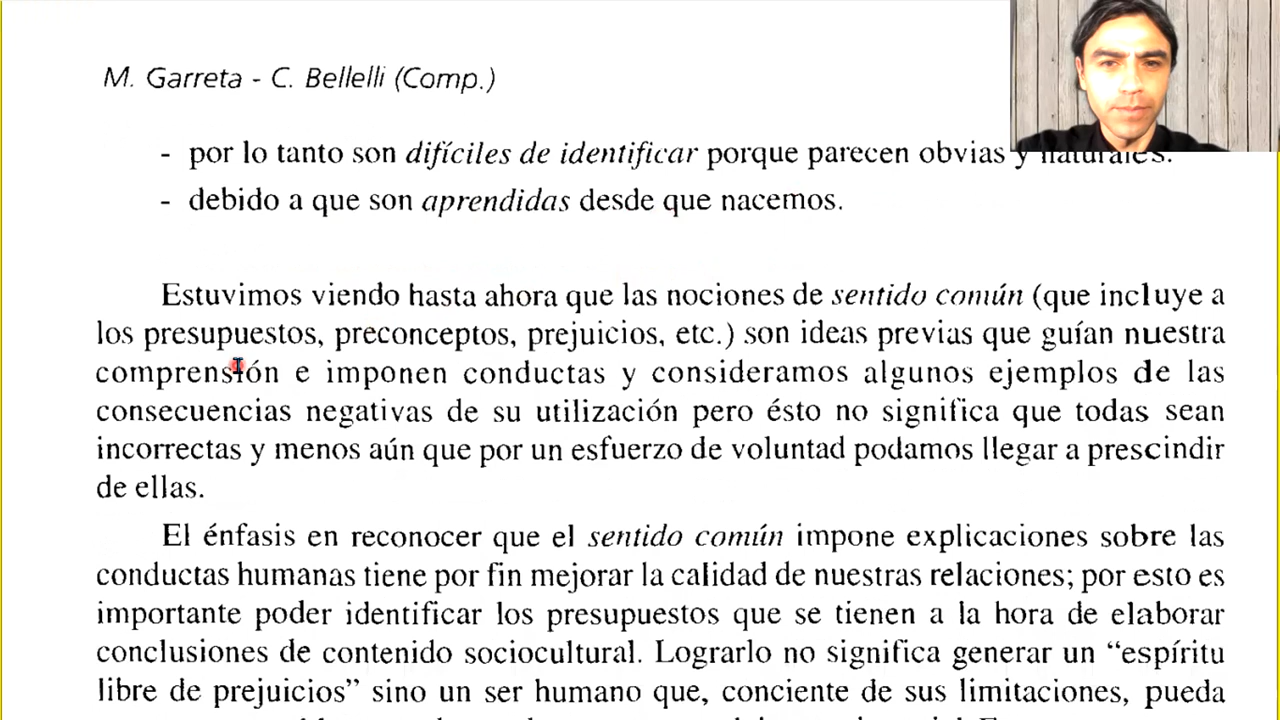 M. Garreta - C. Bellelli (Comp.)
- por lo tanto son difíciles de identificar porque parecen obvias y naturales.
- debido a que son aprendidas desde que nacemos.
Estuvimos viendo hasta ahora que las nociones de sentido común (que incluye a
los presupuestos, preconceptos, prejuicios, etc.) son ideas previas que guían nuestra
comprensión e imponen conductas y consideramos algunos ejemplos de las
consecuencias negativas de su utilización pero ésto no significa que todas sean
incorrectas y menos aún que por un esfuerzo de voluntad podamos llegar a prescindir
de ellas.
El énfasis en reconocer que el sentido común impone explicaciones sobre las
conductas humanas tiene por fin mejorar la calidad de nuestras relaciones; por esto es
importante poder identificar los presupuestos que se tienen a la hora de elaborar
conclusiones de contenido sociocultural. Lograrlo no significa generar un “espíritu
libre de prejuicios” sino un ser humano que, conciente de sus limitaciones, pueda